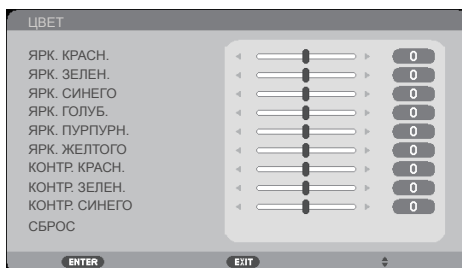 ЦВЕТ
ЯРК. КРАСН. 0
ЯРК. ЗЕЛЕН. 0
ЯРК. СИНЕГО 0
ЯРК. ГОЛУБ. 0
ЯРК. ПУРПУРН. 0
ЯРК. ЖЕЛТОГО 0
КОНТР. КРАСН. 0
КОНТР. ЗЕЛЕН. 0
КОНТР. СИНЕГО 0
СБРОС
ENTER EXIT